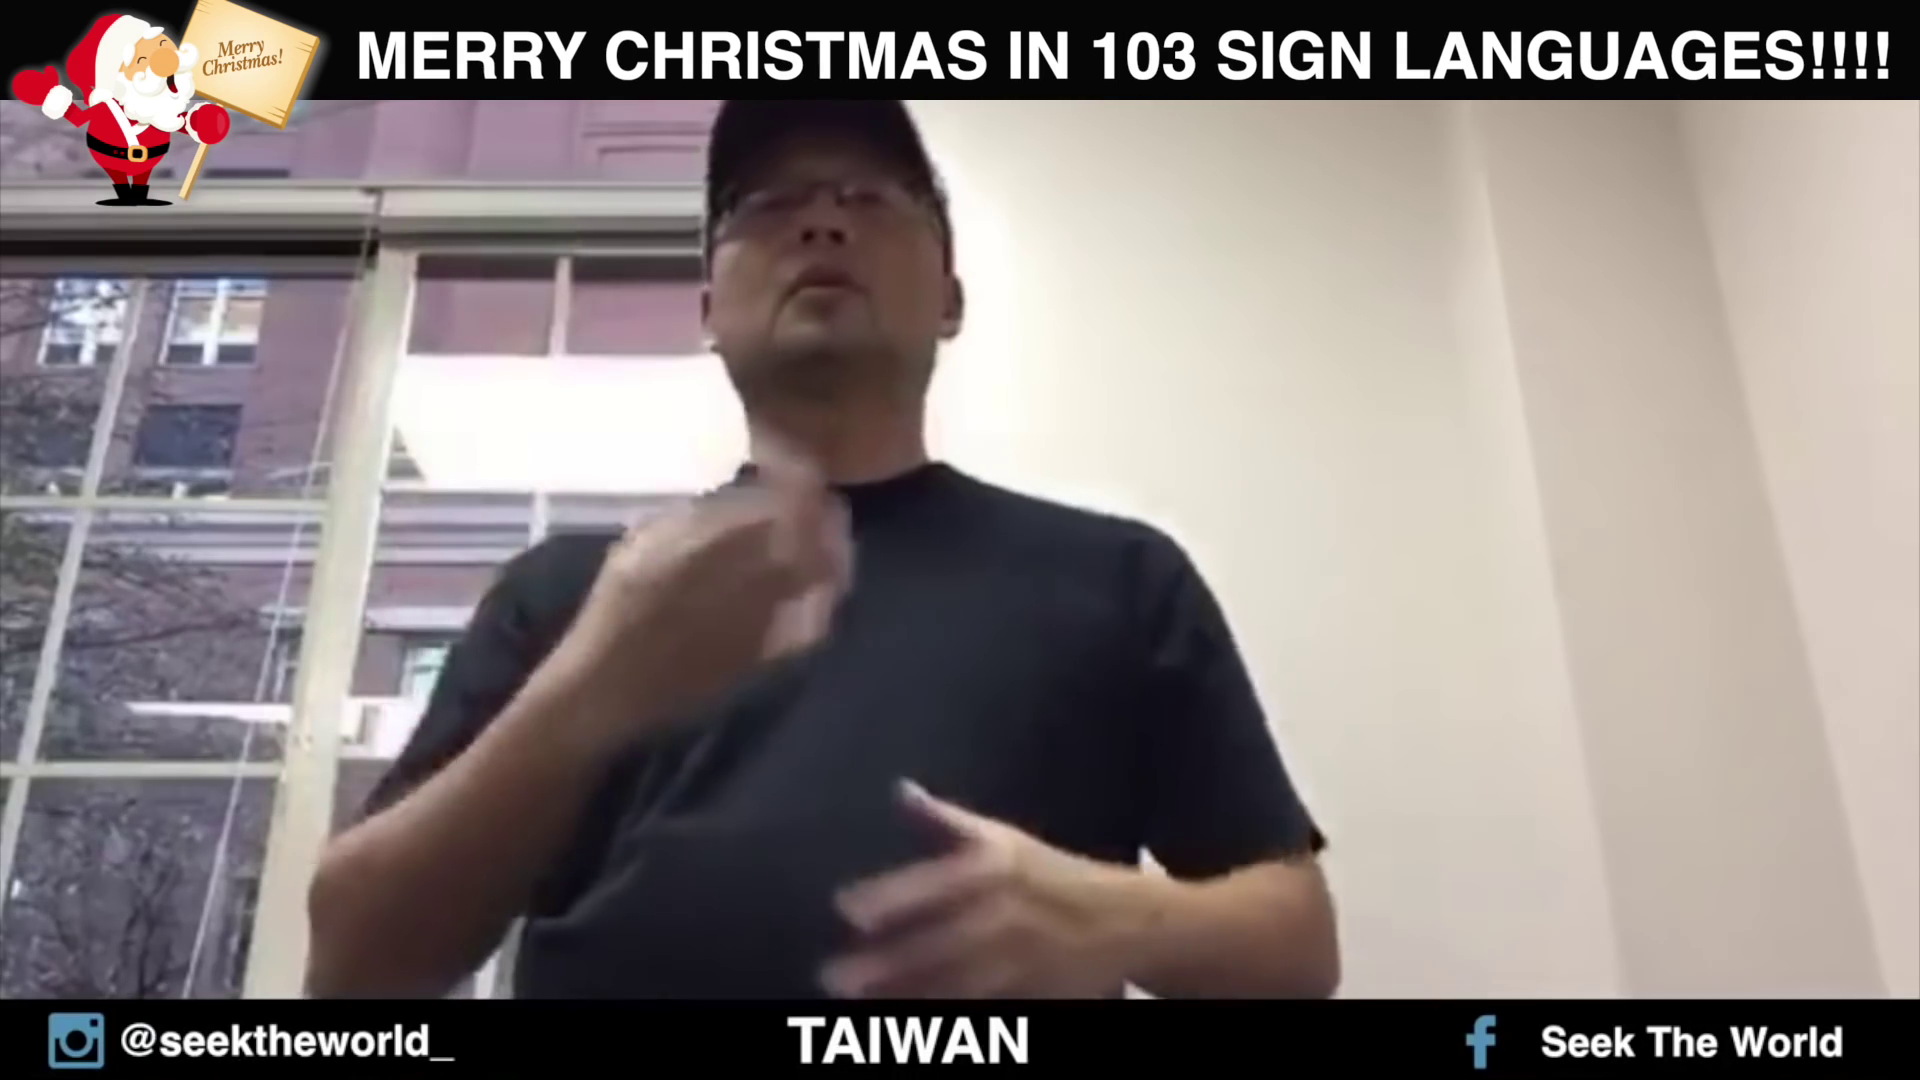 Merry
Christmas!
MERRY CHRISTMAS IN 103 SIGN LANGUAGES!!!!
@seektheworld_
TAIWAN
Seek The World